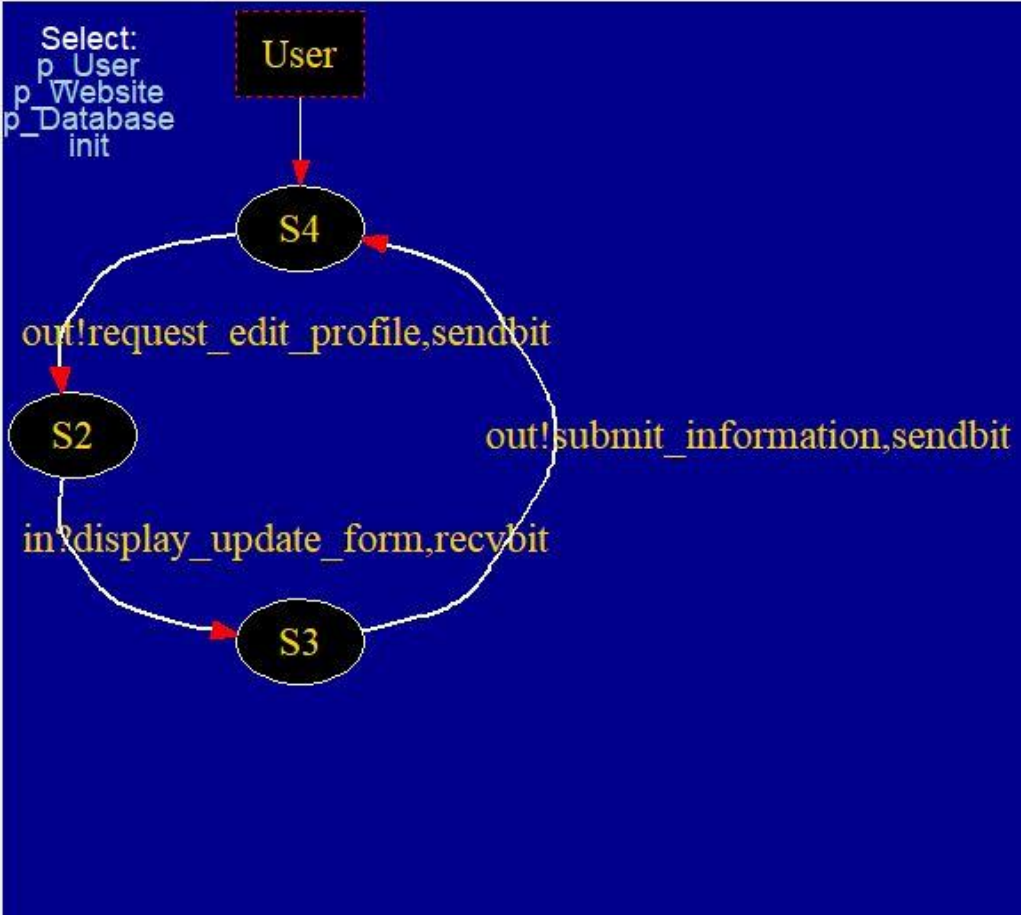 Select:
p_User
p_Website
p_Database
init
User
S4
out!request_edit_profile,sendbit
S2
out!submit_information,sendbit
in?display_update_form,recvbit
S3